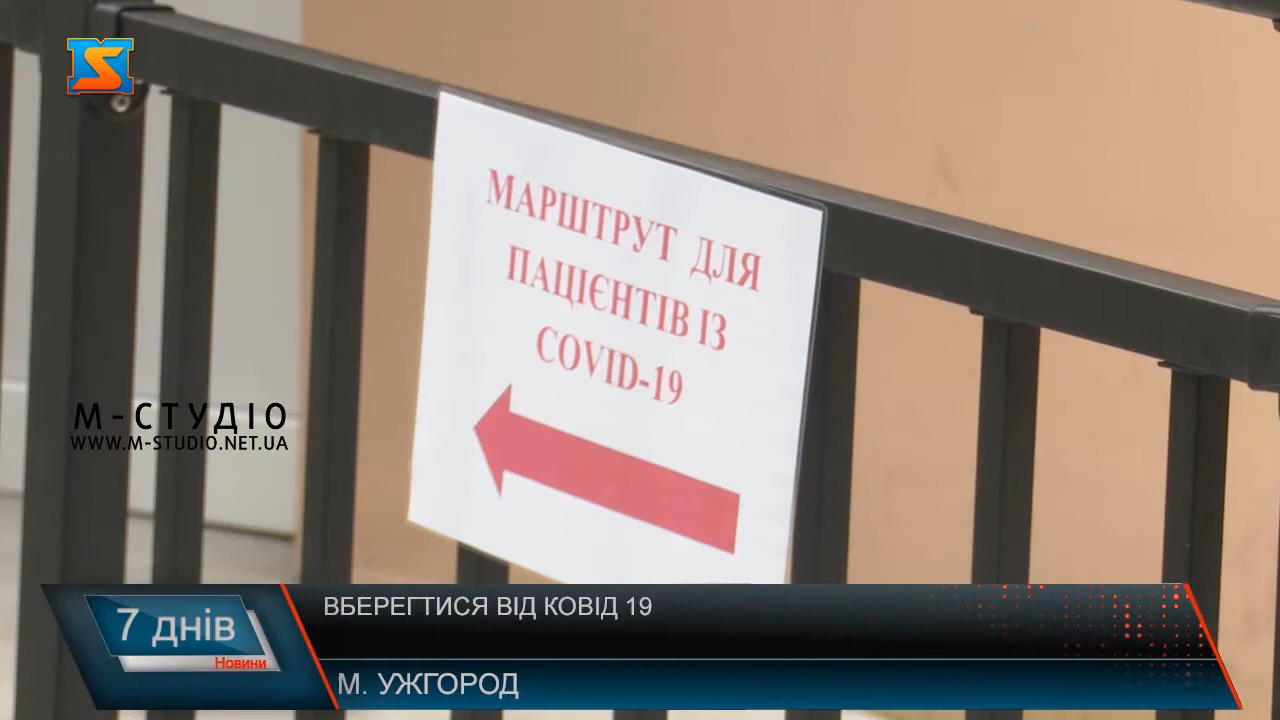 МАРШТРУТ ДЛЯ
ПАЦІЄНТІВ ІЗ
COVID-19
М-СТУДІО
WWW.M-STUDIO.NET.UA
7 днів
Новини
ВБЕРЕГТИСЯ ВІД КОВІД 19
М. УЖГОРОД